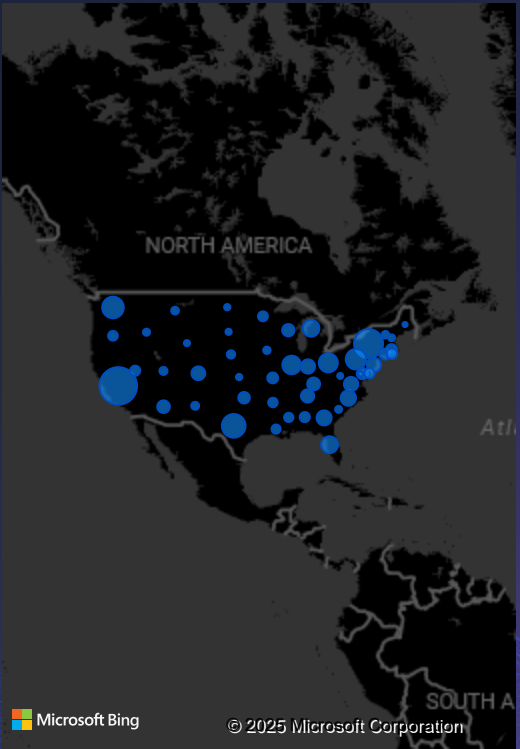 NORTH AMERICA
Atl
SOUTH A
Microsoft Bing
© 2025 Microsoft Corporation